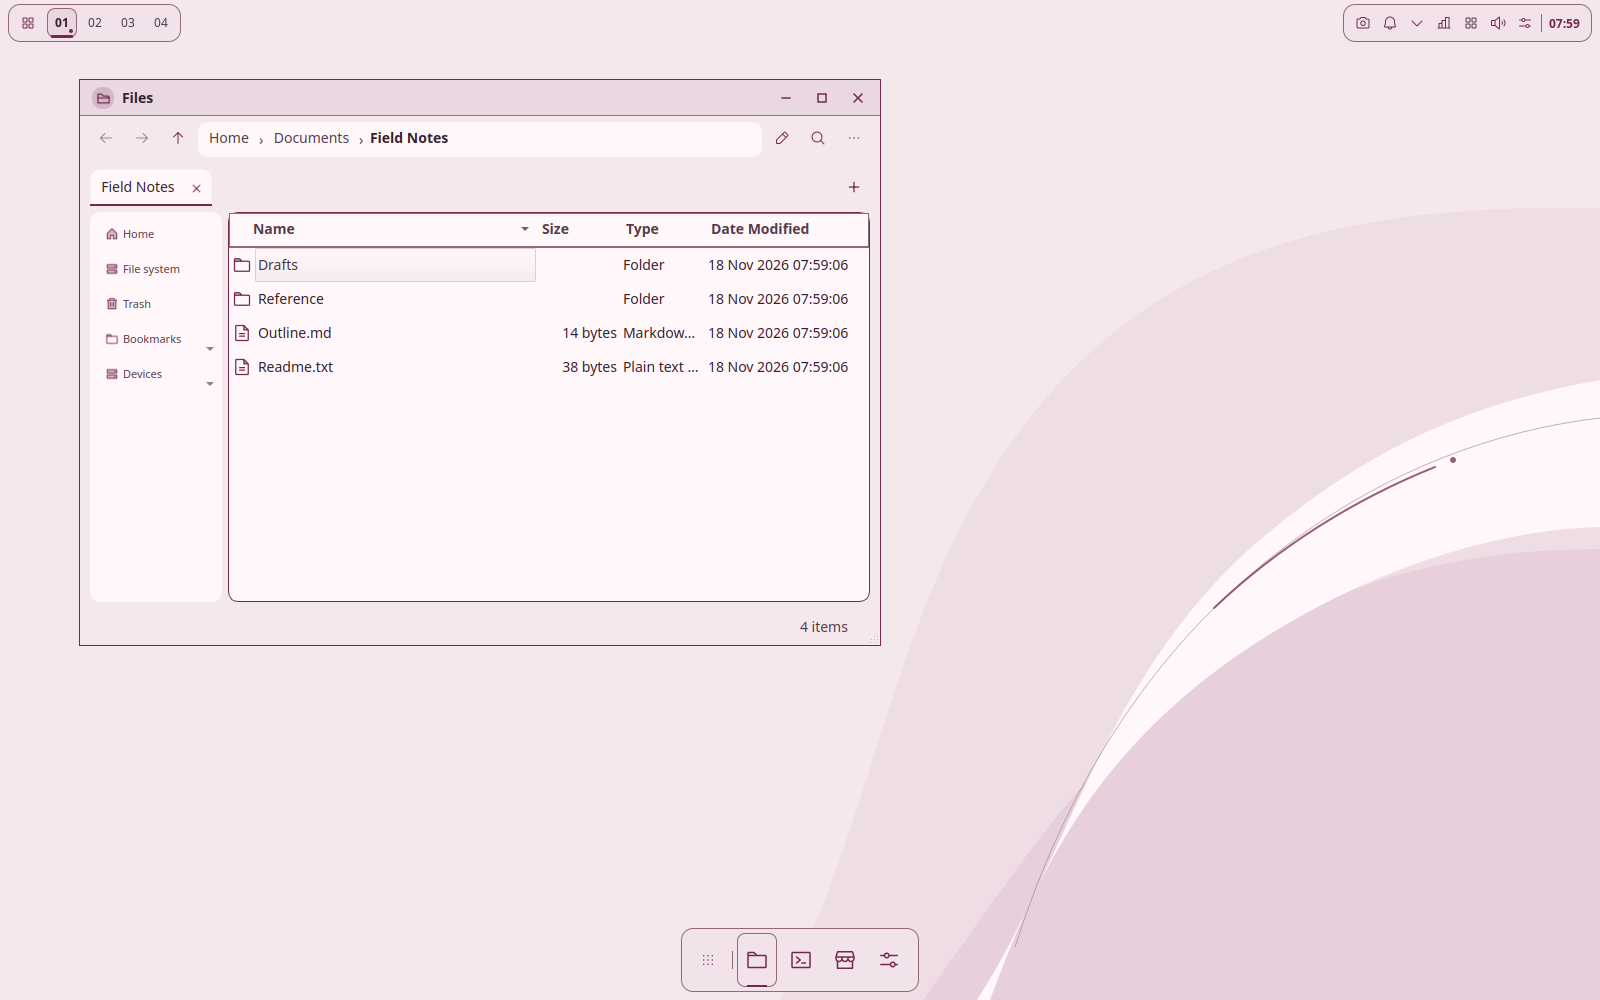 01 02 03 04
07:59
Files
Home › Documents › Field Notes
Field Notes
Home
File system
Trash
Bookmarks
Devices
Name Size Type Date Modified
Drafts Folder 18 Nov 2026 07:59:06
Reference Folder 18 Nov 2026 07:59:06
Outline.md 14 bytes Markdow... 18 Nov 2026 07:59:06
Readme.txt 38 bytes Plain text ... 18 Nov 2026 07:59:06
4 items